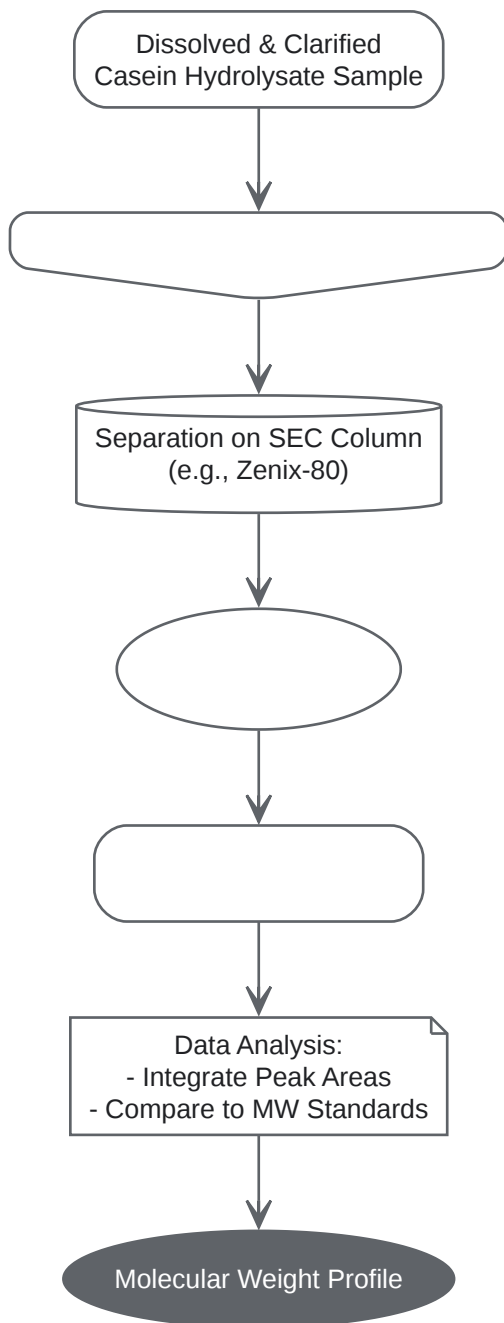 Dissolved & Clarified
Casein Hydrolysate Sample
Separation on SEC Column
(e.g., Zenix-80)
Data Analysis:
- Integrate Peak Areas
- Compare to MW Standards
Molecular Weight Profile